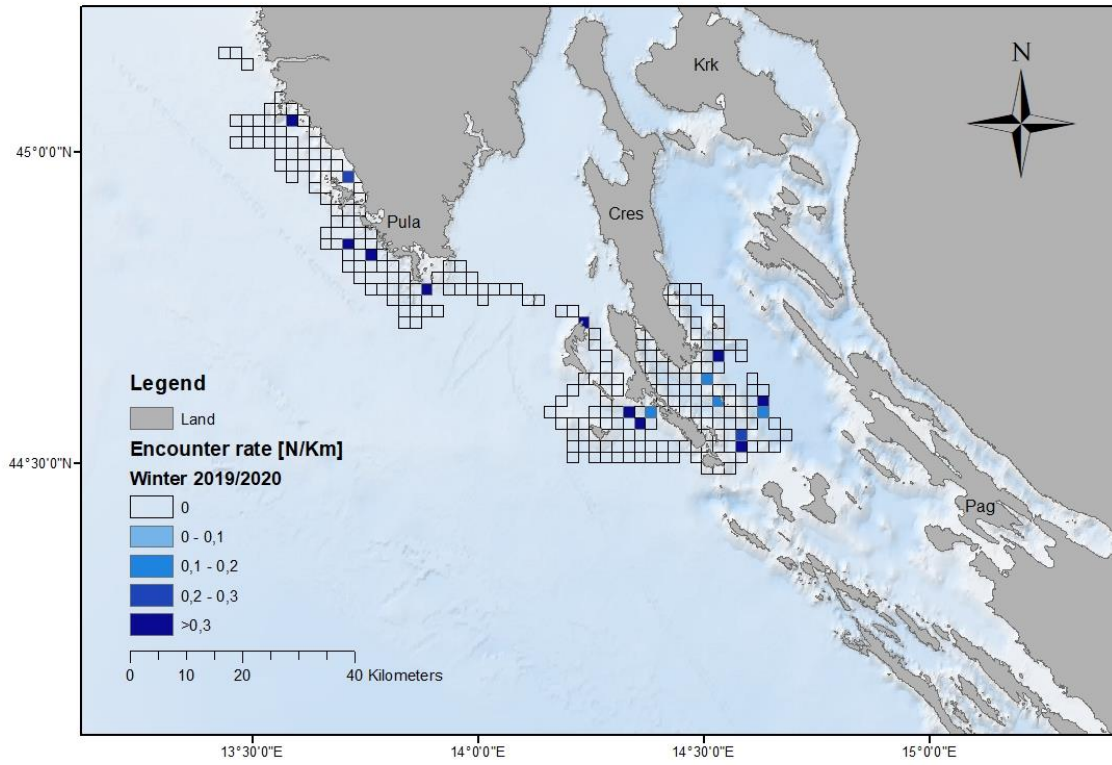 Krk
N
45°0'0"N
Cres
Pula
Legend
Land
Encounter rate [N/Km]
Winter 2019/2020
0
0 - 0,1
0,1 - 0,2
0,2 - 0,3
>0,3
44°30'0"N
Pag
0 10 20 40 Kilometers
13°30'0"E 14°0'0"E 14°30'0"E 15°0'0"E